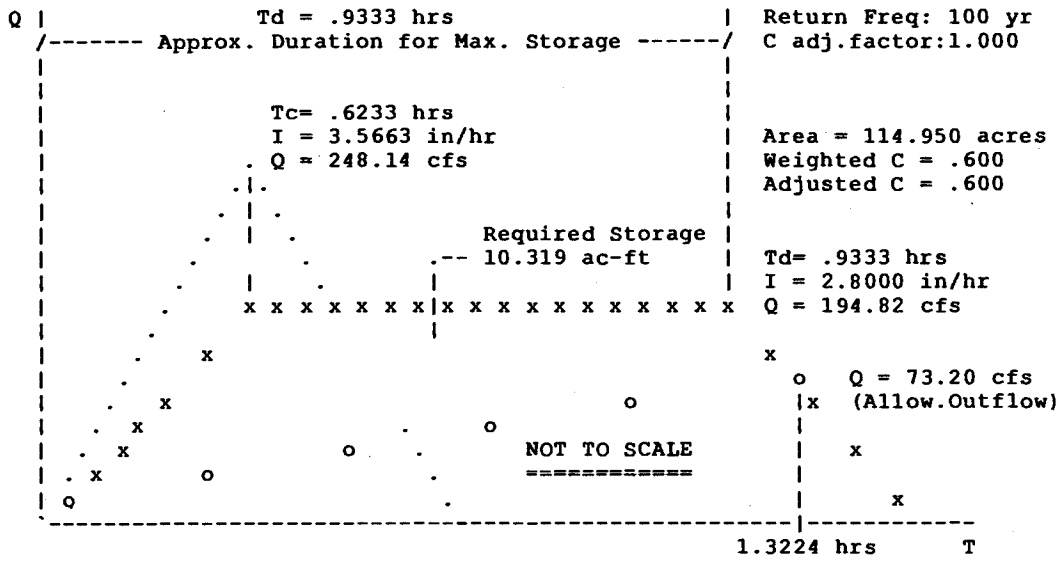 Q | Td = .9333 hrs | Return Freq: 100 yr
/------- Approx. Duration for Max. Storage ------/ C adj.factor:1.000
Tc= .6233 hrs
I = 3.5663 in/hr
Q = 248.14 cfs
Area = 114.950 acres
Weighted C = .600
Adjusted C = .600
Required Storage
.-- 10.319 ac-ft
Td= .9333 hrs
I = 2.8000 in/hr
x x x x x x x|x x x x x x x x x x x Q = 194.82 cfs
x x
o Q = 73.20 cfs
x o |x (Allow.Outflow)
x o
x o NOT TO SCALE x
x o ============
Q x
1.3224 hrs T